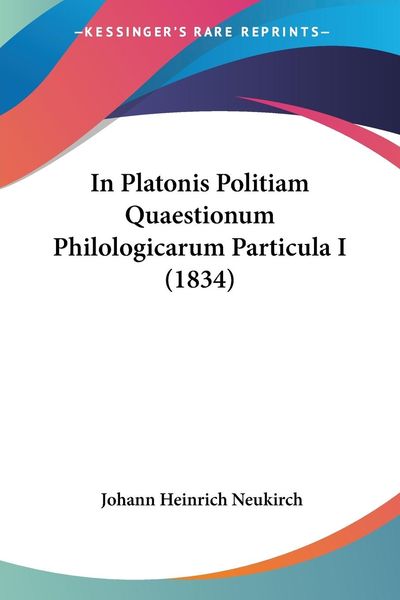 KESSINGER'S RARE REPRINTS
In Platonis Politiam
Quaestionum
Philologicarum Particula I
(1834)
Johann Heinrich Neukirch